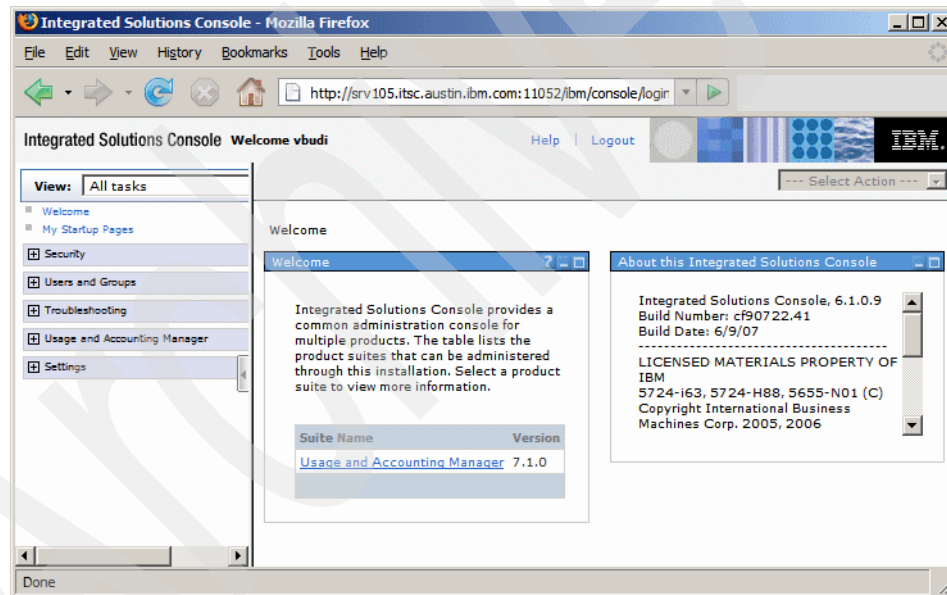 Integrated Solutions Console - Mozilla Firefox
File Edit View History Bookmarks Tools Help
http://srv105.itsc.austin.ibm.com:11052/ibm/console/login
Integrated Solutions Console Welcome vbudi Help | Logout IBM.
View: All tasks
--- Select Action ---
Welcome
My Startup Pages
Security
Users and Groups
Troubleshooting
Usage and Accounting Manager
Settings
Welcome
Welcome ?
Integrated Solutions Console provides a
common administration console for
multiple products. The table lists the
product suites that can be administered
through this installation. Select a product
suite to view more information.
Suite Name Version
Usage and Accounting Manager 7.1.0
About this Integrated Solutions Console
Integrated Solutions Console, 6.1.0.9
Build Number: cf90722.41
Build Date: 6/9/07
----------------------------------------
LICENSED MATERIALS PROPERTY OF
IBM
5724-i63, 5724-H88, 5655-N01 (C)
Copyright International Business
Machines Corp. 2005, 2006
Done